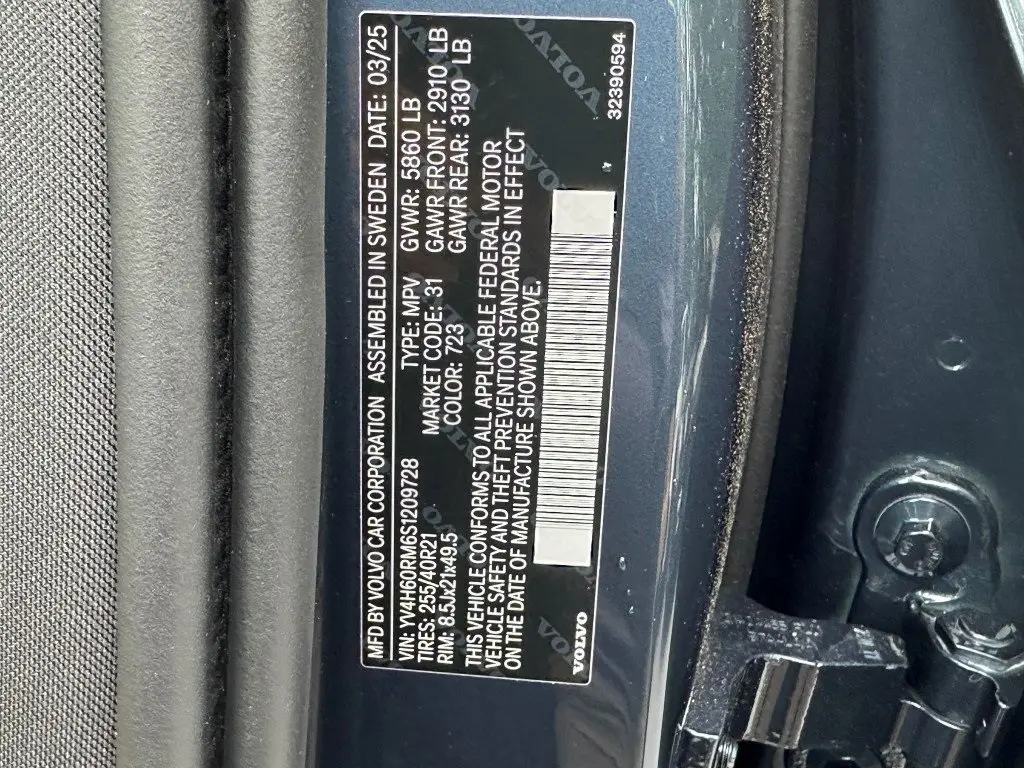 MFD BY VOLVO CAR CORPORATION ASSEMBLED IN SWEDEN DATE: 03/25
VIN: YV4H60RM6S1209728 TYPE: MPV GVWR: 5860 LB
TIRES: 255/40R21 MARKET CODE: 31 GAWR FRONT: 2910 LB
RIM: 8.5Jx21x49.5 COLOR: 723 GAWR REAR: 3130 LB
THIS VEHICLE CONFORMS TO ALL APPLICABLE FEDERAL MOTOR
VEHICLE SAFETY AND THEFT PREVENTION STANDARDS IN EFFECT
ON THE DATE OF MANUFACTURE SHOWN ABOVE.
VOLVO 32390594